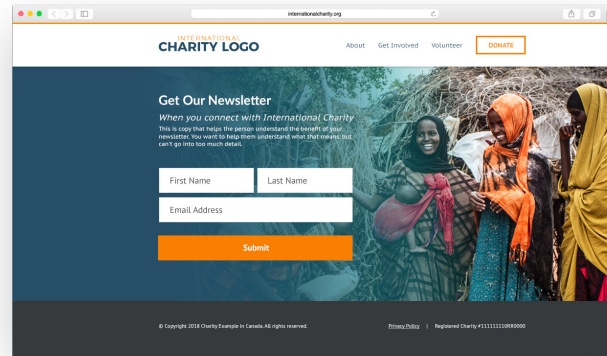 internationalcharity.org
INTERNATIONAL
CHARITY LOGO
About Get Involved Volunteer DONATE
Get Our Newsletter
When you connect with International Charity
This is copy that helps the person understand the benefit of your
newsletter. You want to help them understand what that means, but
can't go into too much detail.
First Name Last Name
Email Address
Submit
© Copyright 2018 Charity Example in Canada. All rights reserved. Privacy Policy | Registered Charity #111111110RR0000